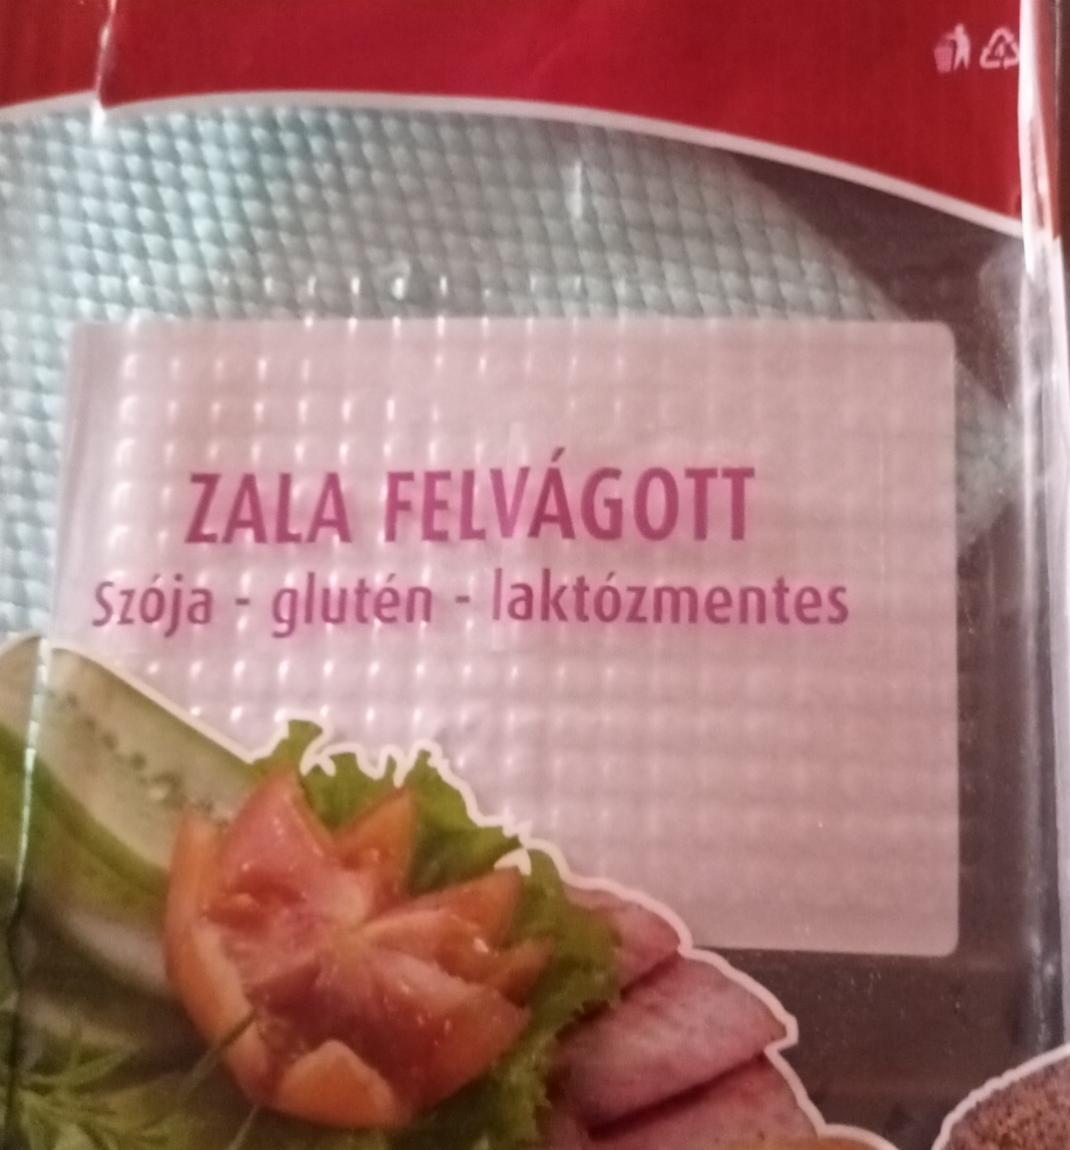 ZALA FELVÁGOTT
Szója - glutén - laktózmentes